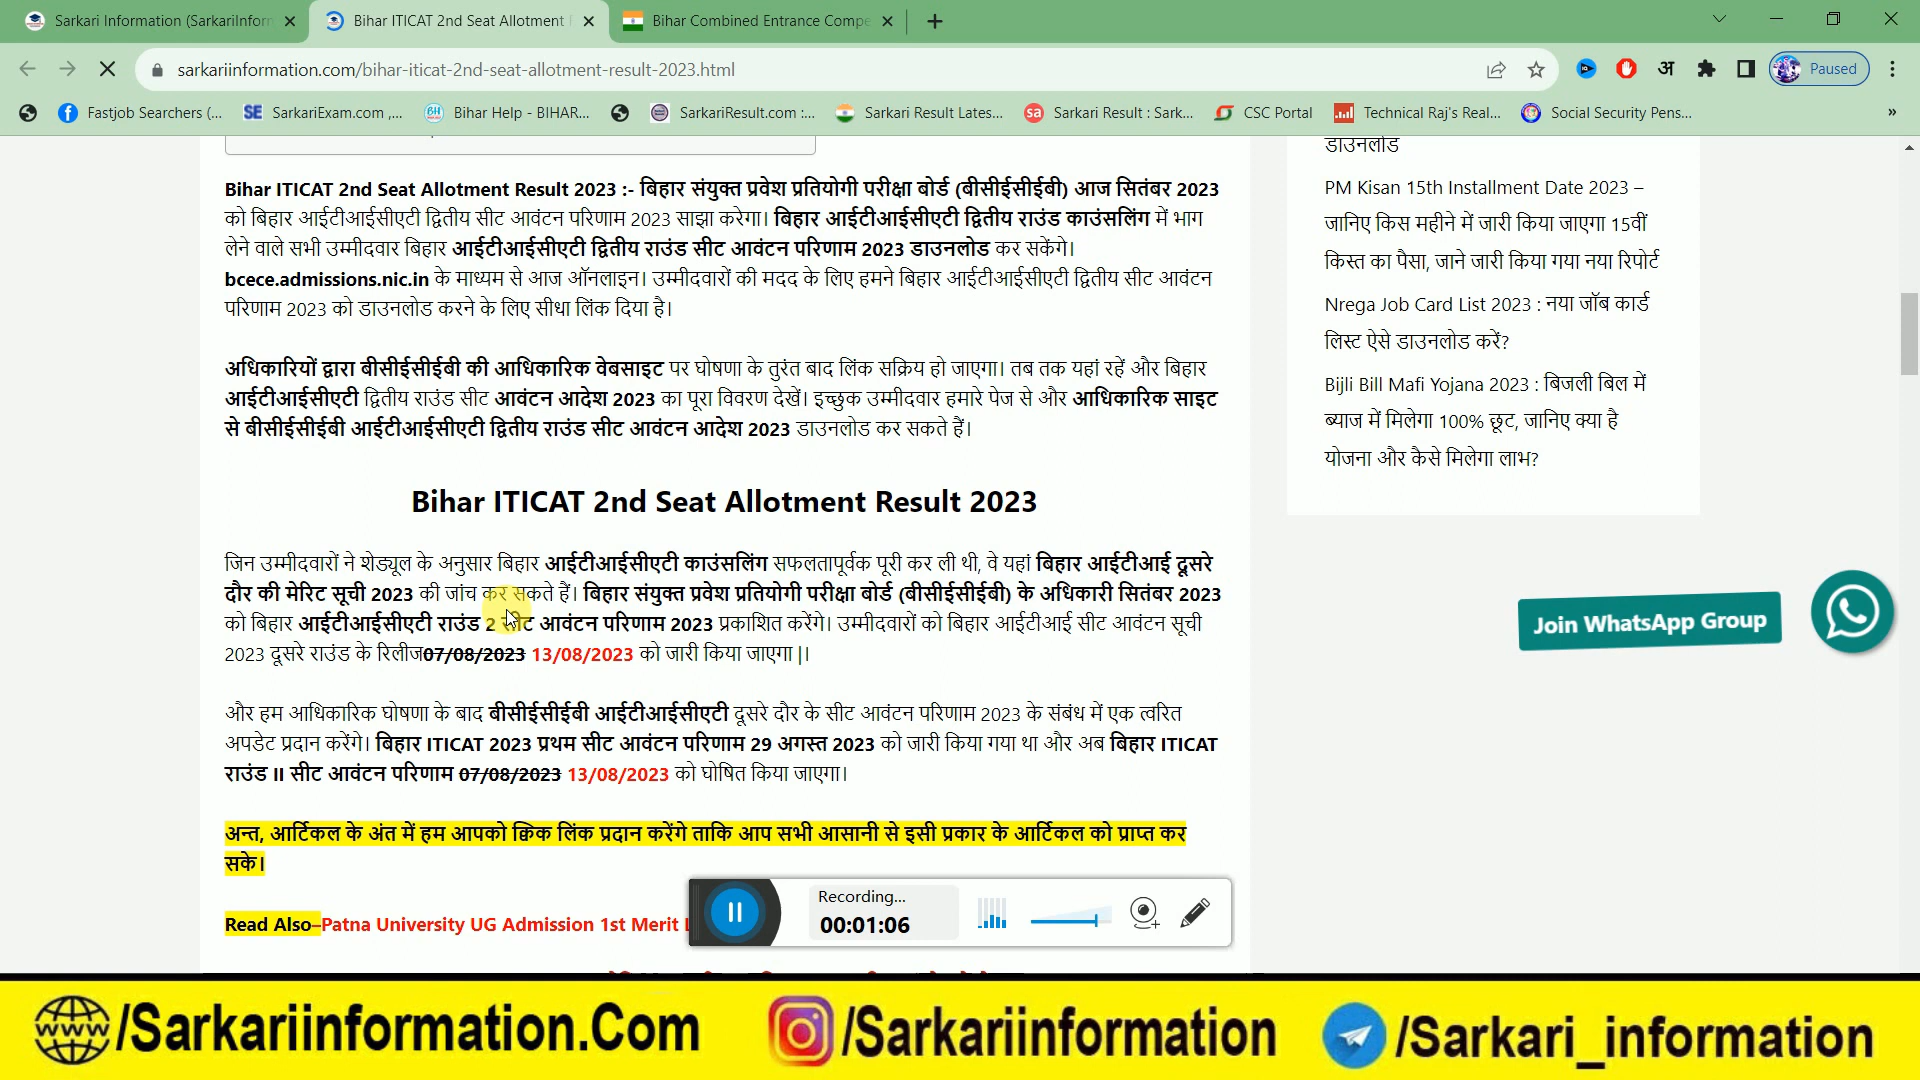 Sarkari Information (SarkariInforn
Bihar ITICAT 2nd Seat Allotment
Bihar Combined Entrance Compe
sarkariinformation.com/bihar-iticat-2nd-seat-allotment-result-2023.html
अ
Paused
Fastjob Searchers (...
SE SarkariExam.com ,...
BH Bihar Help - BIHAR...
SarkariResult.com :...
Sarkari Result Lates...
sa Sarkari Result : Sark...
CSC Portal
Technical Raj's Real...
Social Security Pens...
»
Bihar ITICAT 2nd Seat Allotment Result 2023 :- बिहार संयुक्त प्रवेश प्रतियोगी परीक्षा बोर्ड (बीसीईसीईबी) आज सितंबर 2023
को बिहार आईटीआईसीएटी द्वितीय सीट आवंटन परिणाम 2023 साझा करेगा। बिहार आईटीआईसीएटी द्वितीय राउंड काउंसलिंग में भाग
लेने वाले सभी उम्मीदवार बिहार आईटीआईसीएटी द्वितीय राउंड सीट आवंटन परिणाम 2023 डाउनलोड कर सकेंगे।
bcece.admissions.nic.in के माध्यम से आज ऑनलाइन। उम्मीदवारों की मदद के लिए हमने बिहार आईटीआईसीएटी द्वितीय सीट आवंटन
परिणाम 2023 को डाउनलोड करने के लिए सीधा लिंक दिया है।
अधिकारियों द्वारा बीसीईसीईबी की आधिकारिक वेबसाइट पर घोषणा के तुरंत बाद लिंक सक्रिय हो जाएगा। तब तक यहां रहें और बिहार
आईटीआईसीएटी द्वितीय राउंड सीट आवंटन आदेश 2023 का पूरा विवरण देखें। इच्छुक उम्मीदवार हमारे पेज से और आधिकारिक साइट
से बीसीईसीईबी आईटीआईसीएटी द्वितीय राउंड सीट आवंटन आदेश 2023 डाउनलोड कर सकते हैं।
Bihar ITICAT 2nd Seat Allotment Result 2023
जिन उम्मीदवारों ने शेड्यूल के अनुसार बिहार आईटीआईसीएटी काउंसलिंग सफलतापूर्वक पूरी कर ली थी, वे यहां बिहार आईटीआई दूसरे
दौर की मेरिट सूची 2023 की जांच कर सकते हैं। बिहार संयुक्त प्रवेश प्रतियोगी परीक्षा बोर्ड (बीसीईसीईबी) के अधिकारी सितंबर 2023
को बिहार आईटीआईसीएटी राउंड 2 सीट आवंटन परिणाम 2023 प्रकाशित करेंगे। उम्मीदवारों को बिहार आईटीआई सीट आवंटन सूची
2023 दूसरे राउंड के रिलीज07/08/2023 13/08/2023 को जारी किया जाएगा |।
और हम आधिकारिक घोषणा के बाद बीसीईसीईबी आईटीआईसीएटी दूसरे दौर के सीट आवंटन परिणाम 2023 के संबंध में एक त्वरित
अपडेट प्रदान करेंगे। बिहार ITICAT 2023 प्रथम सीट आवंटन परिणाम 29 अगस्त 2023 को जारी किया गया था और अब बिहार ITICAT
राउंड II सीट आवंटन परिणाम 07/08/2023 13/08/2023 को घोषित किया जाएगा।
अन्त, आर्टिकल के अंत में हम आपको क्विक लिंक प्रदान करेंगे ताकि आप सभी आसानी से इसी प्रकार के आर्टिकल को प्राप्त कर
सके।
Read Also–Patna University UG Admission 1st Merit
डाउनलोड
PM Kisan 15th Installment Date 2023 –
जानिए किस महीने में जारी किया जाएगा 15वीं
किस्त का पैसा, जाने जारी किया गया नया रिपोर्ट
Nrega Job Card List 2023 : नया जॉब कार्ड
लिस्ट ऐसे डाउनलोड करें?
Bijli Bill Mafi Yojana 2023 : बिजली बिल में
ब्याज में मिलेगा 100% छूट, जानिए क्या है
योजना और कैसे मिलेगा लाभ?
Join WhatsApp Group
Recording...
00:01:06
www /Sarkariinformation.Com
/Sarkariinformation
/Sarkari_information